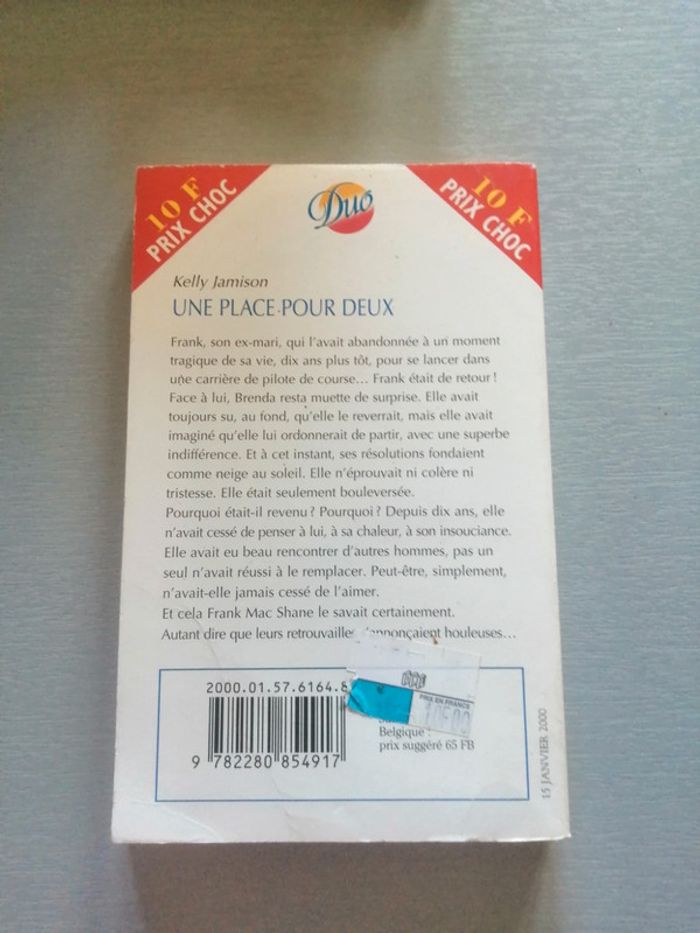 10 F
PRIX CHOC
Duo
10 F
PRIX CHOC
Kelly Jamison
UNE PLACE POUR DEUX
Frank, son ex-mari, qui l'avait abandonnée à un moment
tragique de sa vie, dix ans plus tôt, pour se lancer dans
une carrière de pilote de course... Frank était de retour !
Face à lui, Brenda resta muette de surprise. Elle avait
toujours su, au fond, qu'elle le reverrait, mais elle avait
imaginé qu'elle lui ordonnerait de partir, avec une superbe
indifférence. Et à cet instant, ses résolutions fondaient
comme neige au soleil. Elle n'éprouvait ni colère ni
tristesse. Elle était seulement bouleversée.
Pourquoi était-il revenu ? Pourquoi ? Depuis dix ans, elle
n'avait cessé de penser à lui, à sa chaleur, à son insouciance.
Elle avait eu beau rencontrer d'autres hommes, pas un
seul n'avait réussi à le remplacer. Peut-être, simplement,
n'avait-elle jamais cessé de l'aimer.
Et cela Frank Mac Shane le savait certainement.
Autant dire que leurs houleuses...
2000.01.57.6164.8
PRIX EN FRANCS
Belgique :
prix suggéré 65 FB
9 782280 854917
15 JANVIER 2000